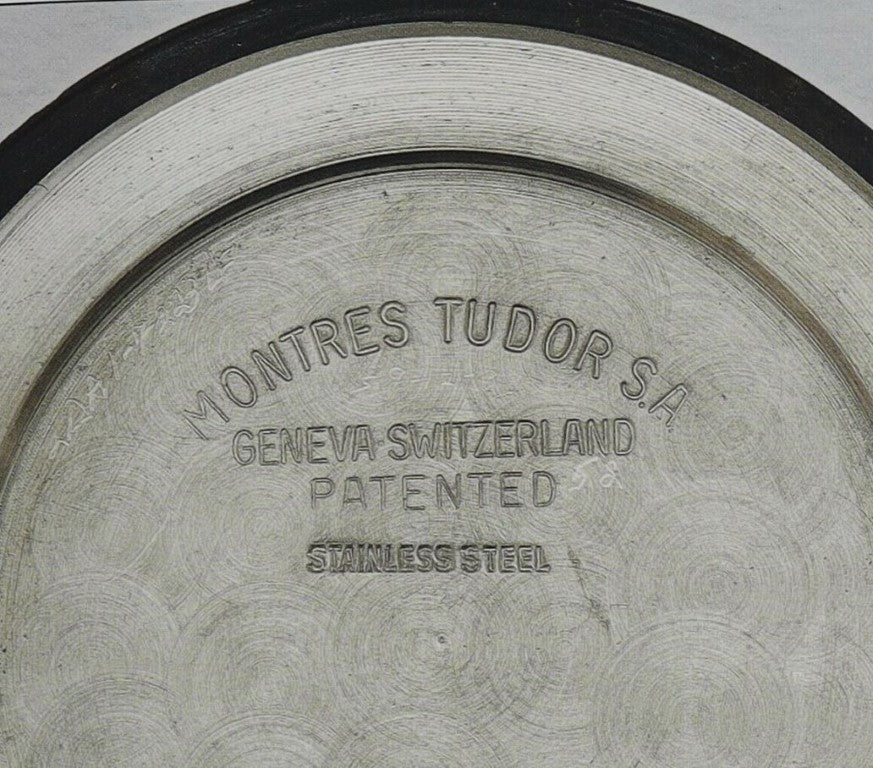 MONTRES TUDOR S.A.
GENEVA·SWITZERLAND
PATENTED
STAINLESS STEEL